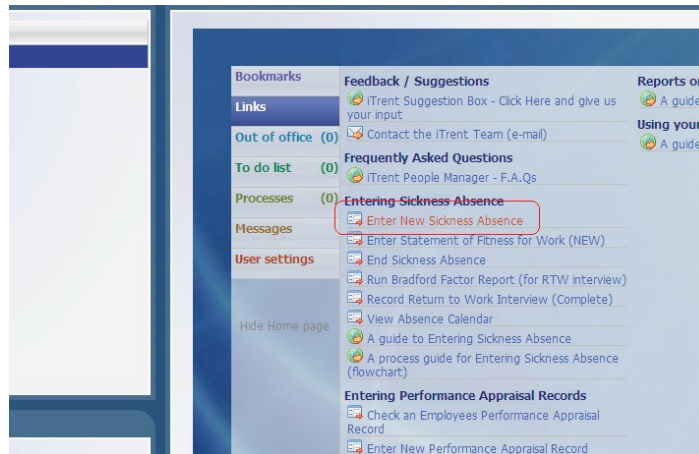 Bookmarks
Links
Out of office (0)
To do list (0)
Processes (0)
Messages
User settings
Hide Home page
Feedback / Suggestions
iTrent Suggestion Box - Click Here and give us
your input
Contact the iTrent Team (e-mail)
Frequently Asked Questions
iTrent People Manager - F.A.Qs
Entering Sickness Absence
Enter New Sickness Absence
Enter Statement of Fitness for Work (NEW)
End Sickness Absence
Run Bradford Factor Report (for RTW interview)
Record Return to Work Interview (Complete)
View Absence Calendar
A guide to Entering Sickness Absence
A process guide for Entering Sickness Absence
(flowchart)
Entering Performance Appraisal Records
Check an Employees Performance Appraisal
Record
Enter New Performance Appraisal Record
Reports o
A guide
Using your
A guide